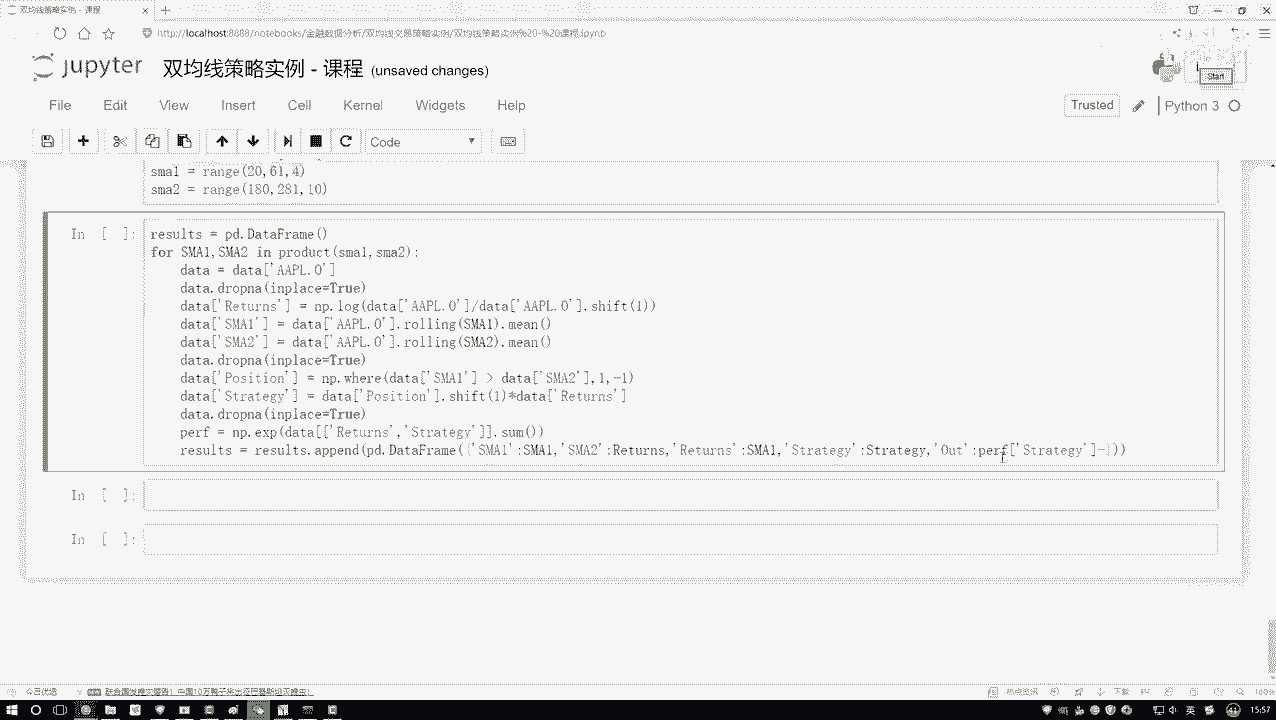 双均线策略实例 - 课程
http://localhost:8888/notebooks/金融数据分析/双均线交易策略实例/双均线策略实例%20-%20课程.ipynb
jupyter 双均线策略实例 - 课程 (unsaved changes)
Start
File Edit View Insert Cell Kernel Widgets Help
Trusted Python 3
Code
sma1 = range(20,61,4)
sma2 = range(180,281,10)
In [ ]: results = pd.DataFrame()
for SMA1,SMA2 in product(sma1,sma2):
data = data['AAPL.O']
data.dropna(inplace=True)
data['Returns'] = np.log(data['AAPL.O']/data['AAPL.O'].shift(1))
data['SMA1'] = data['AAPL.O'].rolling(SMA1).mean()
data['SMA2'] = data['AAPL.O'].rolling(SMA2).mean()
data.dropna(inplace=True)
data['Position'] = np.where(data['SMA1'] > data['SMA2'],1,-1)
data['Strategy'] = data['Position'].shift(1)*data['Returns']
data.dropna(inplace=True)
perf = np.exp(data[['Returns','Strategy']].sum())
results = results.append(pd.DataFrame({'SMA1':SMA1,'SMA2':Returns,'Returns':SMA1,'Strategy':Strategy,'Out':perf['Strategy']-}))
In [ ]:
In [ ]:
今日优选
热点资讯
下载
100%
英
15:57